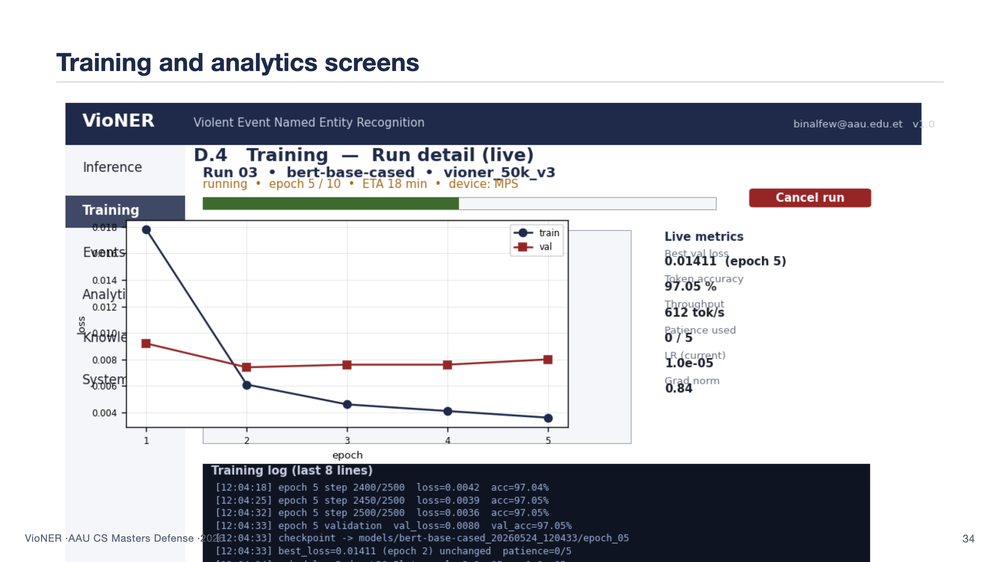 Training and analytics screens
VioNER Violent Event Named Entity Recognition binalfew@aau.edu.et v1.0
Inference
Training
Events
Analyti
Knowle
System
D.4 Training — Run detail (live)
Run 03 • bert-base-cased • vioner_50k_v3
running • epoch 5 / 10 • ETA 18 min • device: MPS
Cancel run
0.018
0.016
0.014
0.012
0.010
0.008
0.006
0.004
loss
train
val
1 2 3 4 5
epoch
Live metrics
Best val loss
0.01411 (epoch 5)
Token accuracy
97.05 %
Throughput
612 tok/s
Patience used
0 / 5
LR (current)
1.0e-05
Grad norm
0.84
Training log (last 8 lines)
[12:04:18] epoch 5 step 2400/2500 loss=0.0042 acc=97.04%
[12:04:25] epoch 5 step 2450/2500 loss=0.0039 acc=97.05%
[12:04:32] epoch 5 step 2500/2500 loss=0.0036 acc=97.05%
[12:04:33] epoch 5 validation val_loss=0.0080 val_acc=97.05%
[12:04:33] checkpoint -> models/bert-base-cased_20260524_120433/epoch_05
[12:04:33] best_loss=0.01411 (epoch 2) unchanged patience=0/5
VioNER ·AAU CS Masters Defense ·2026
34